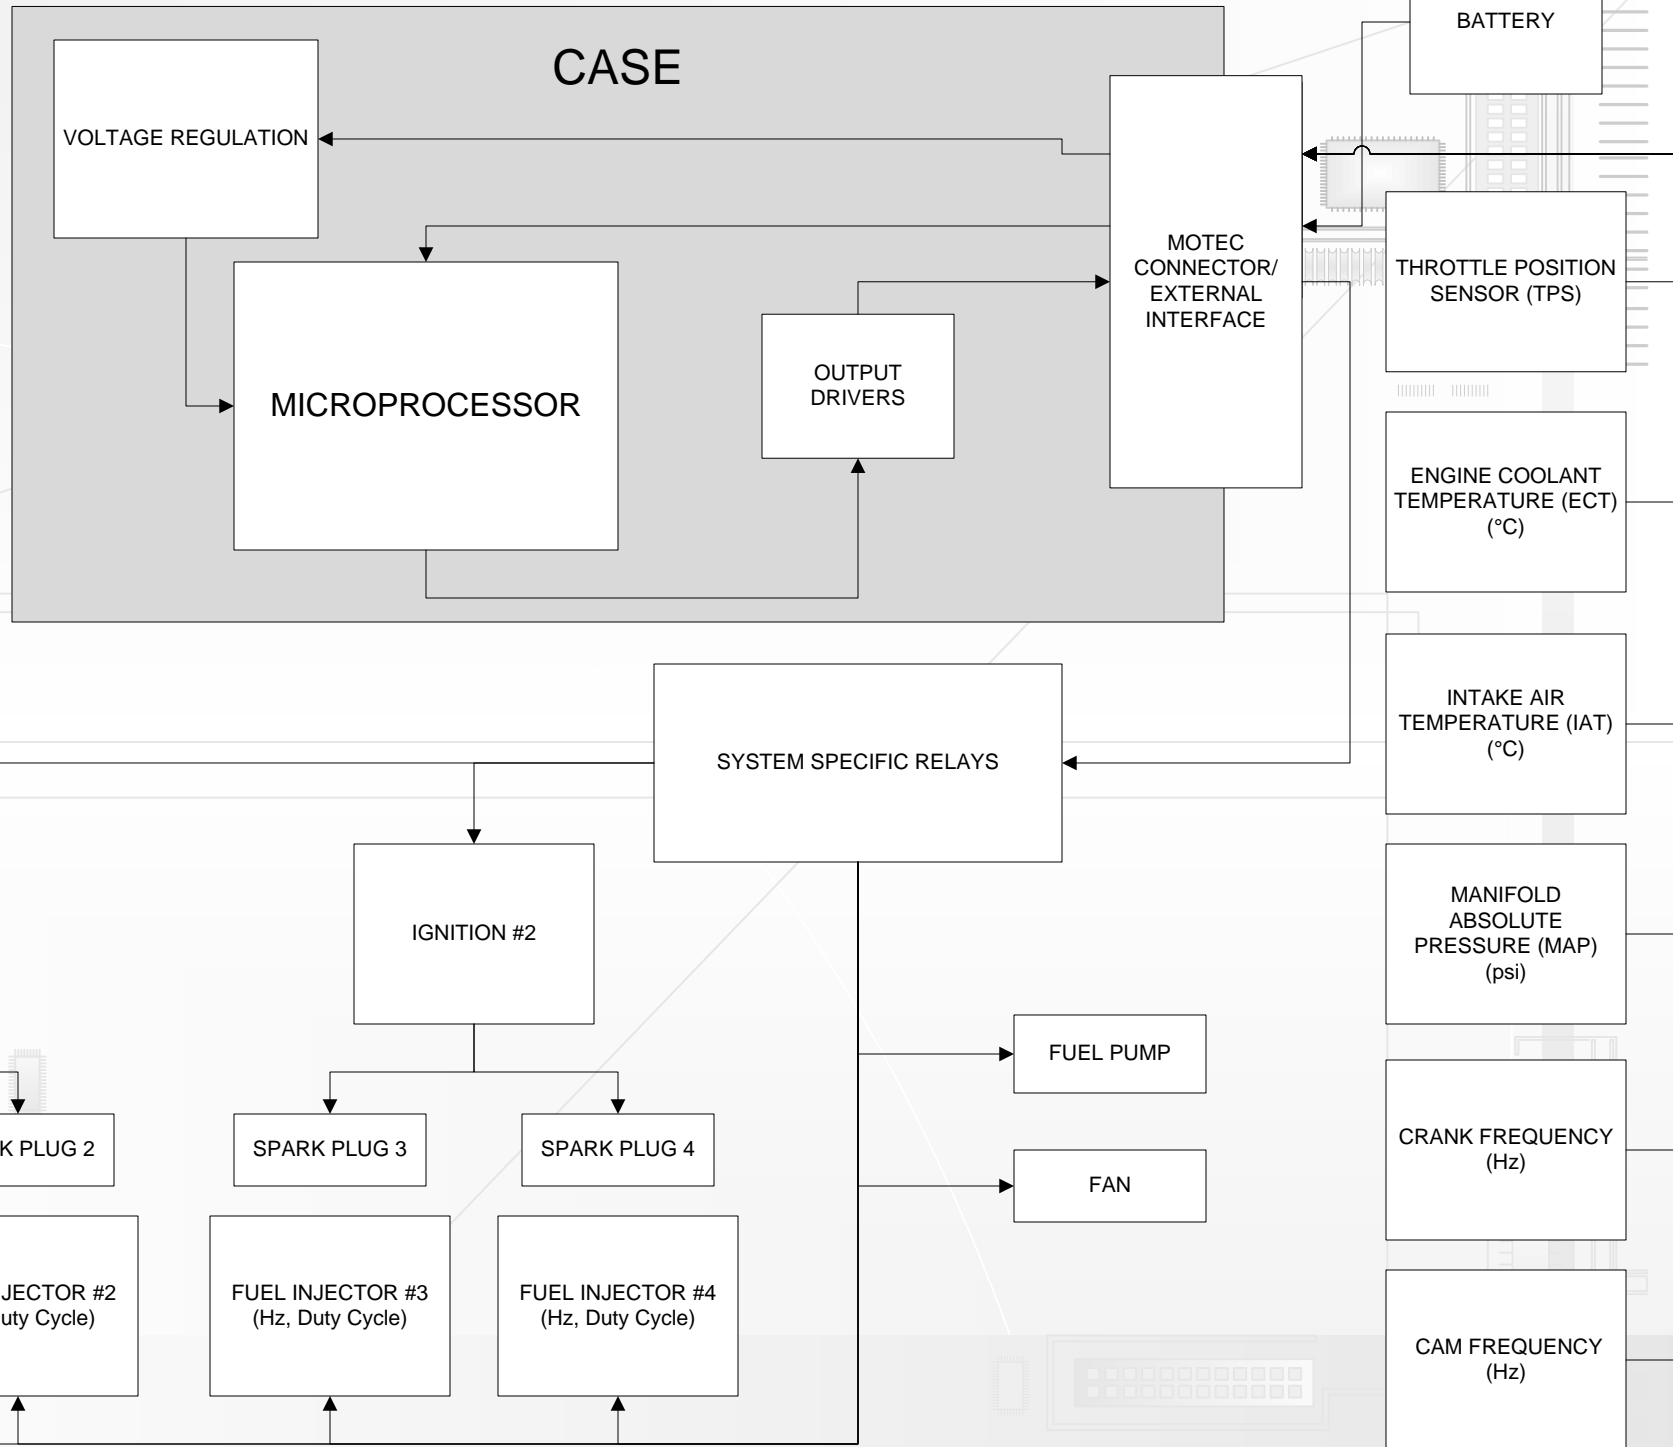 CASE
BATTERY
VOLTAGE REGULATION
MOTEC
CONNECTOR/
EXTERNAL
INTERFACE
THROTTLE POSITION
SENSOR (TPS)
MICROPROCESSOR
OUTPUT
DRIVERS
ENGINE COOLANT
TEMPERATURE (ECT)
(°C)
SYSTEM SPECIFIC RELAYS
INTAKE AIR
TEMPERATURE (IAT)
(°C)
IGNITION #2
MANIFOLD
ABSOLUTE
PRESSURE (MAP)
(psi)
FUEL PUMP
K PLUG 2
SPARK PLUG 3
SPARK PLUG 4
FAN
CRANK FREQUENCY
(Hz)
JECTOR #2
uty Cycle)
FUEL INJECTOR #3
(Hz, Duty Cycle)
FUEL INJECTOR #4
(Hz, Duty Cycle)
CAM FREQUENCY
(Hz)